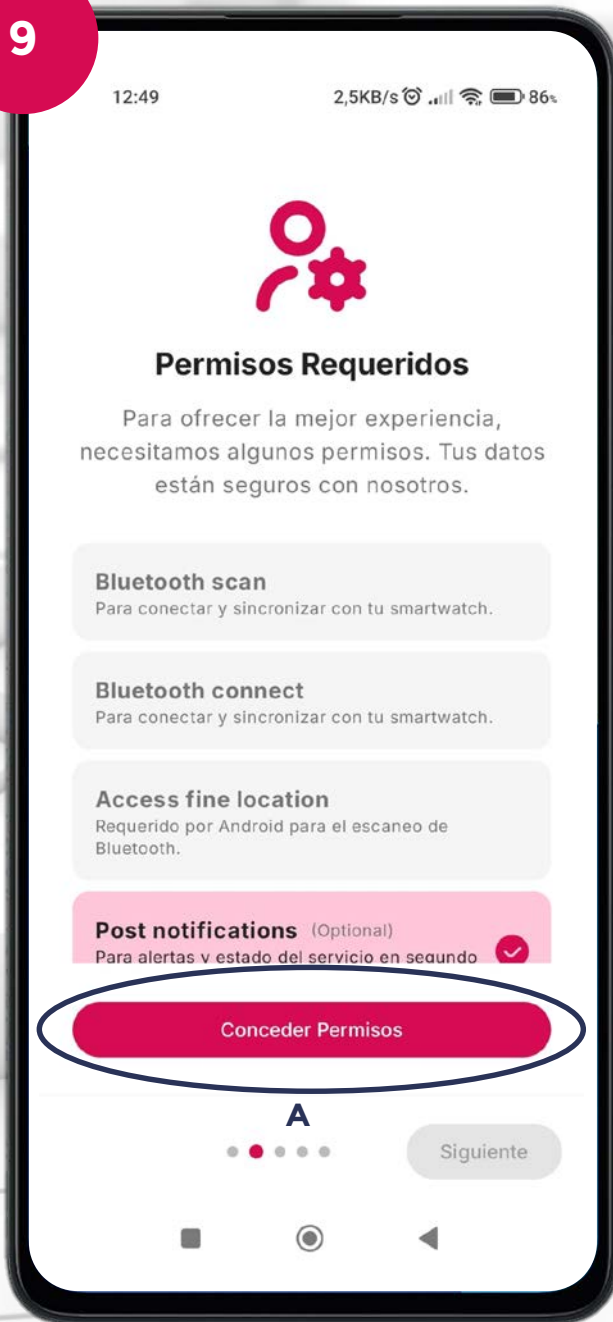 9
12:49 2,5KB/s 86%
Permisos Requeridos
Para ofrecer la mejor experiencia,
necesitamos algunos permisos. Tus datos
están seguros con nosotros.
Bluetooth scan
Para conectar y sincronizar con tu smartwatch.
Bluetooth connect
Para conectar y sincronizar con tu smartwatch.
Access fine location
Requerido por Android para el escaneo de
Bluetooth.
Post notifications (Optional)
Para alertas y estado del servicio en segundo
Conceder Permisos
A
Siguiente